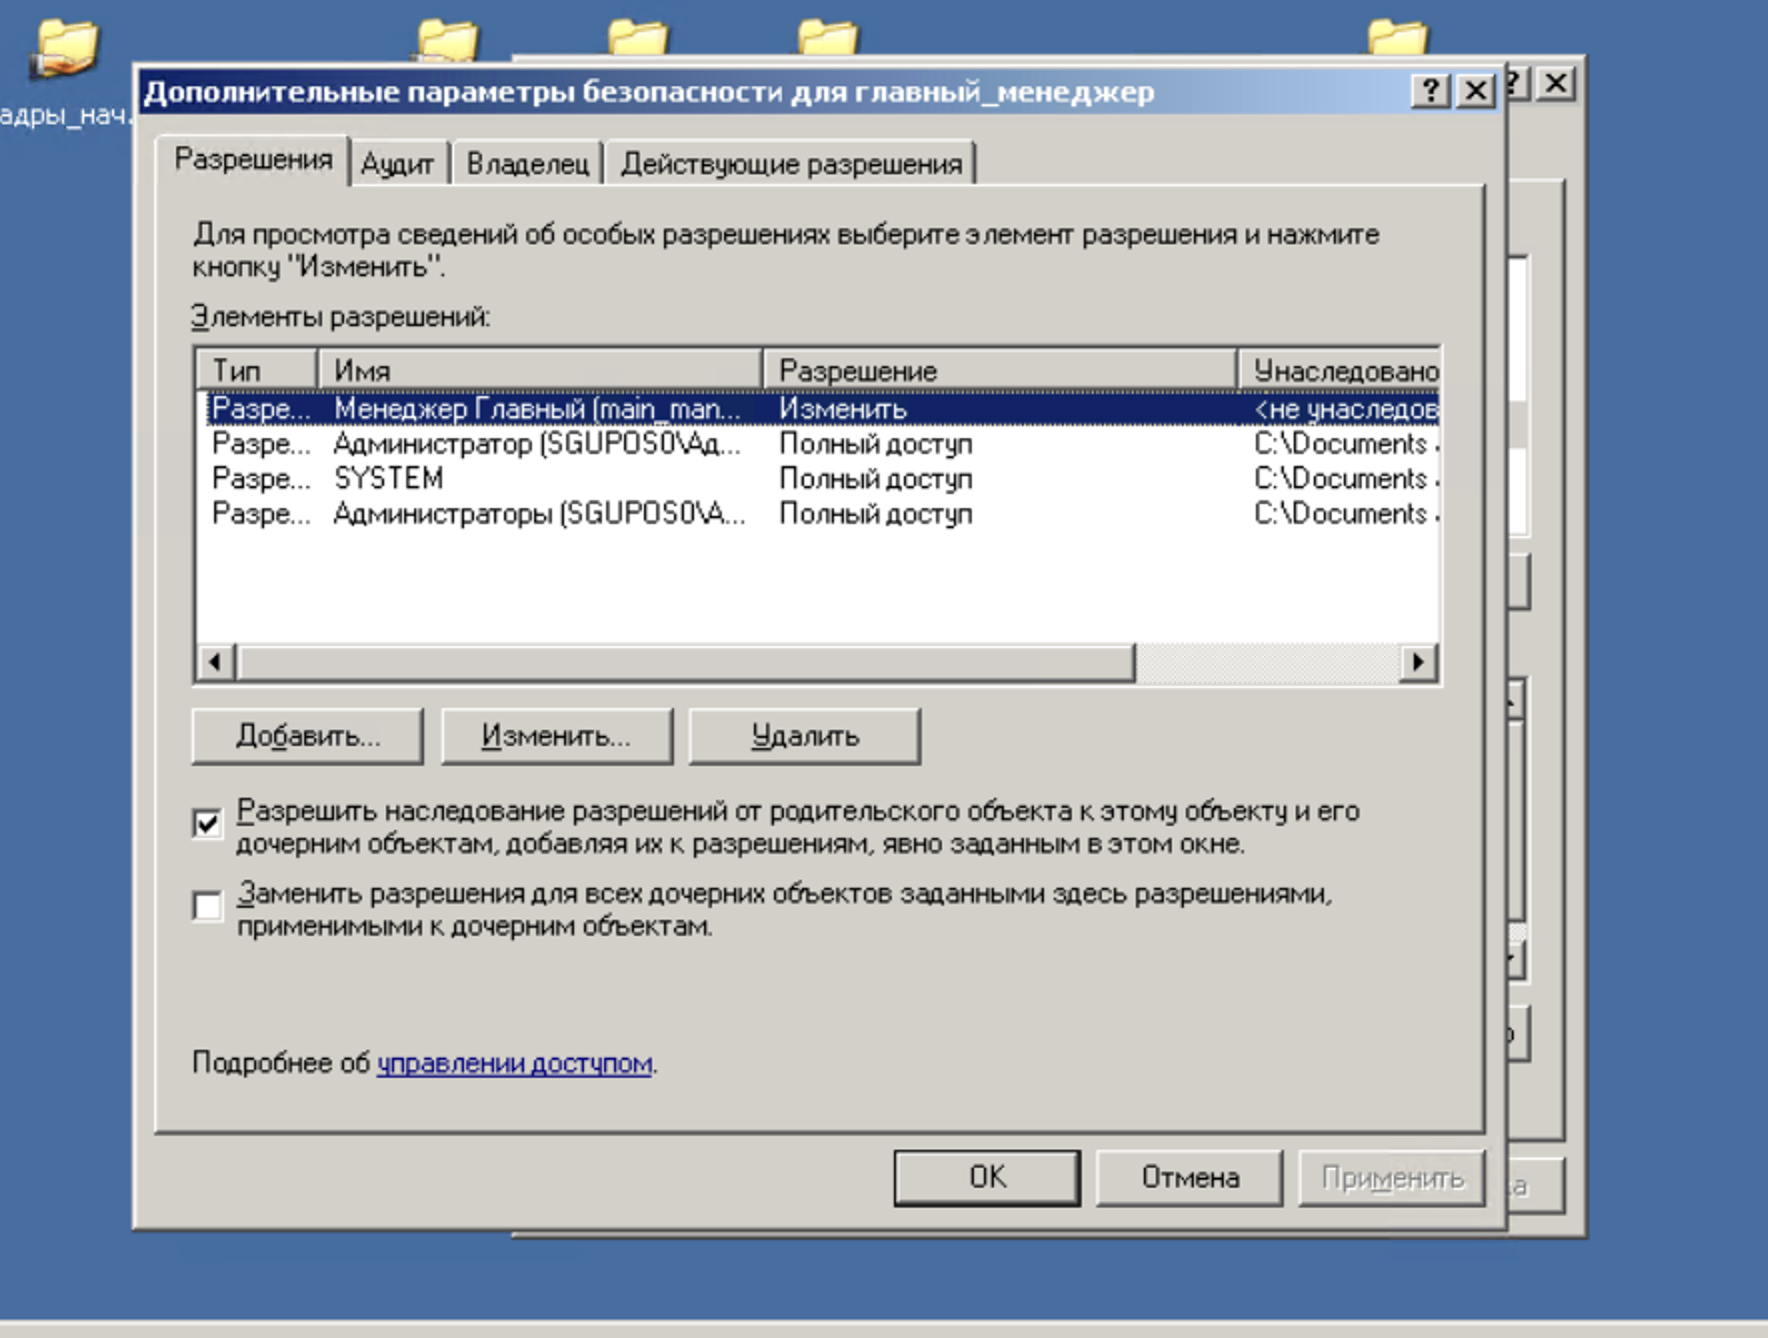 адры_нач.
Дополнительные параметры безопасности для главный_менеджер
Разрешения Аудит Владелец Действующие разрешения
Для просмотра сведений об особых разрешениях выберите элемент разрешения и нажмите
кнопку "Изменить".
Элементы разрешений:
Тип Имя Разрешение Унаследовано
Разре... Менеджер Главный (main_man... Изменить <не унаследов
Разре... Администратор (SGUPOS0\Ад... Полный доступ C:\Documents
Разре... SYSTEM Полный доступ C:\Documents
Разре... Администраторы (SGUPOS0\А... Полный доступ C:\Documents
Добавить... Изменить... Удалить
Разрешить наследование разрешений от родительского объекта к этому объекту и его
дочерним объектам, добавляя их к разрешениям, явно заданным в этом окне.
Заменить разрешения для всех дочерних объектов заданными здесь разрешениями,
применимыми к дочерним объектам.
Подробнее об управлении доступом.
OK Отмена Применить